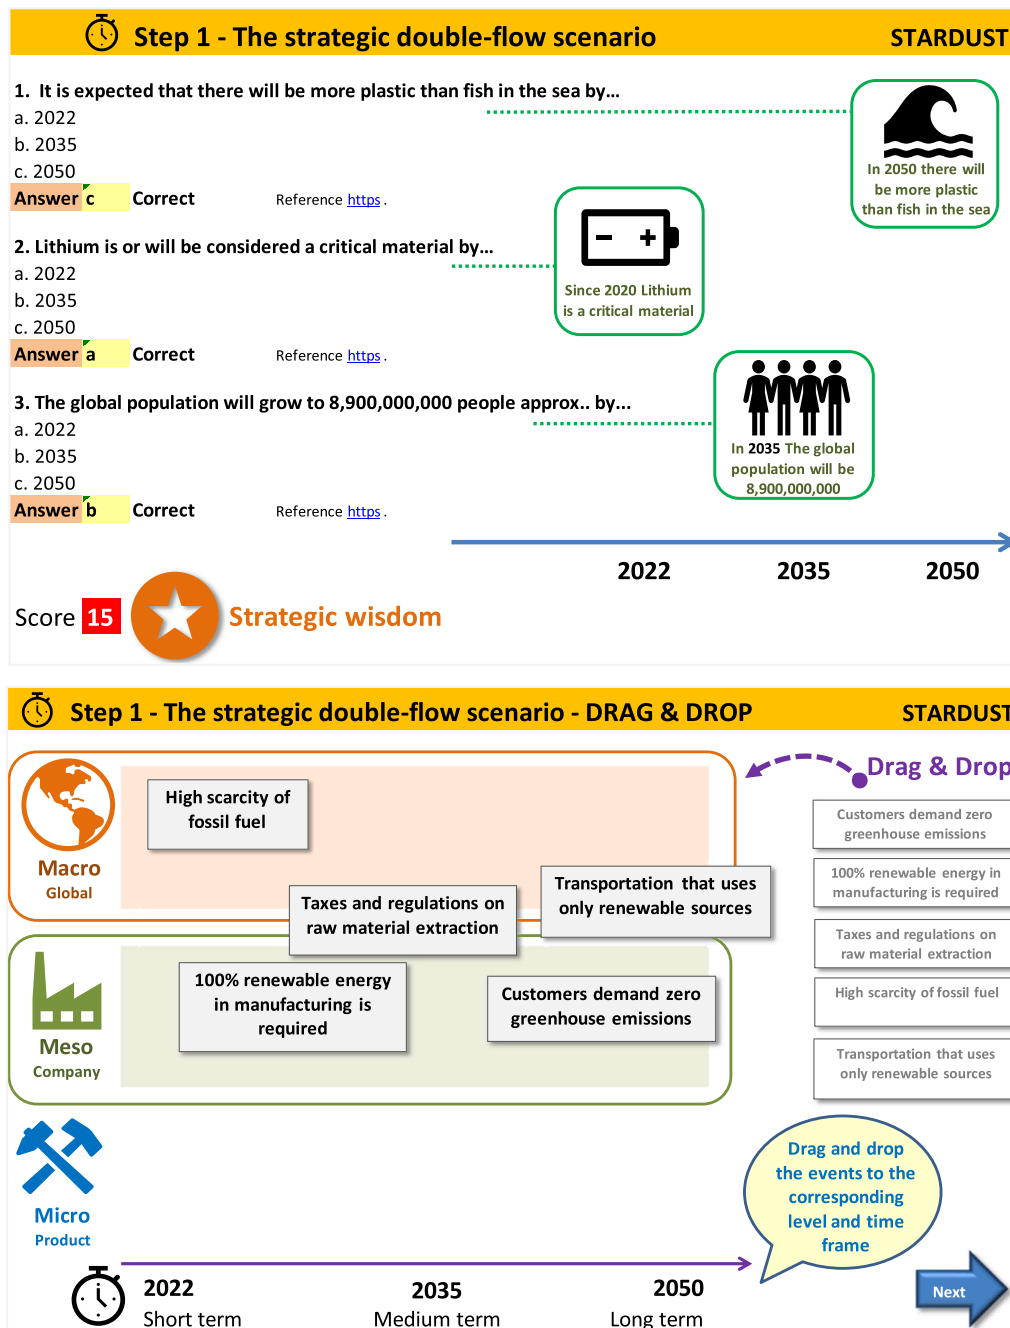 Step 1 - The strategic double-flow scenario
STARDUST
1. It is expected that there will be more plastic than fish in the sea by...
a. 2022
b. 2035
c. 2050
Answer c Correct Reference https .
In 2050 there will
be more plastic
than fish in the sea
2. Lithium is or will be considered a critical material by...
a. 2022
b. 2035
c. 2050
Answer a Correct Reference https .
Since 2020 Lithium
is a critical material
3. The global population will grow to 8,900,000,000 people approx.. by...
a. 2022
b. 2035
c. 2050
Answer b Correct Reference https .
In 2035 The global
population will be
8,900,000,000
2022 2035 2050
Score 15 Strategic wisdom
Step 1 - The strategic double-flow scenario - DRAG & DROP
STARDUST
Macro
Global
High scarcity of
fossil fuel
Taxes and regulations on
raw material extraction
Transportation that uses
only renewable sources
Meso
Company
100% renewable energy
in manufacturing is
required
Customers demand zero
greenhouse emissions
Drag & Drop
Customers demand zero
greenhouse emissions
100% renewable energy in
manufacturing is required
Taxes and regulations on
raw material extraction
High scarcity of fossil fuel
Transportation that uses
only renewable sources
Micro
Product
Drag and drop
the events to the
corresponding
level and time
frame
2022 2035 2050
Short term Medium term Long term
Next